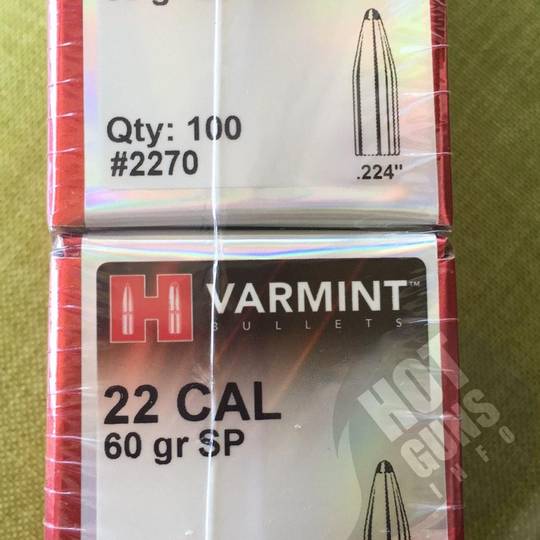 Qty: 100
#2270
.224"
H VARMINT™
BULLETS
22 CAL
60 gr SP
HOT
GUNS
INFO